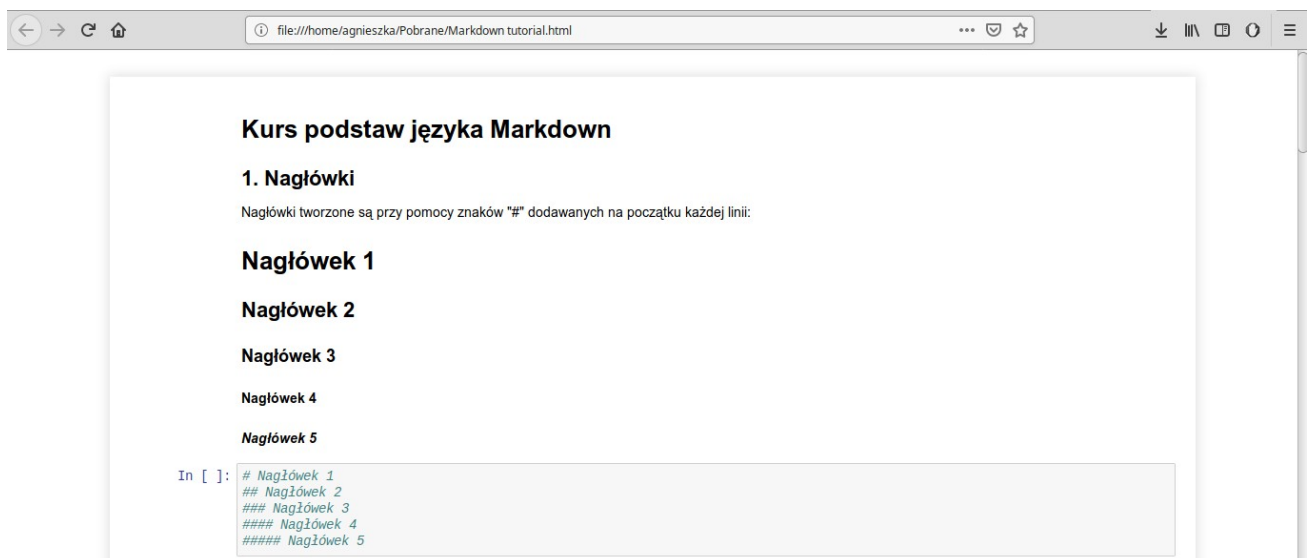 file:///home/agnieszka/Pobrane/Markdown tutorial.html
Kurs podstaw języka Markdown
1. Nagłówki
Nagłówki tworzone są przy pomocy znaków "#" dodawanych na początku każdej linii:
Nagłówek 1
Nagłówek 2
Nagłówek 3
Nagłówek 4
Nagłówek 5
In [ ]: # Nagłówek 1
## Nagłówek 2
### Nagłówek 3
#### Nagłówek 4
##### Nagłówek 5